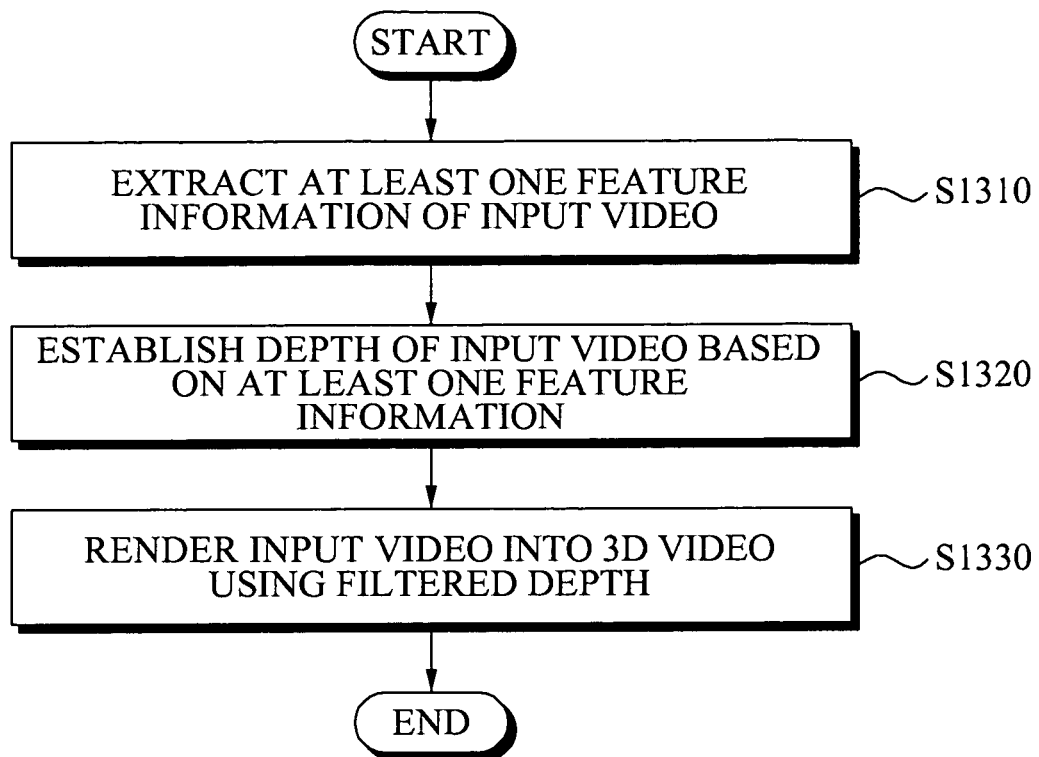 START
EXTRACT AT LEAST ONE FEATURE
INFORMATION OF INPUT VIDEO
S1310
ESTABLISH DEPTH OF INPUT VIDEO BASED
ON AT LEAST ONE FEATURE
INFORMATION
S1320
RENDER INPUT VIDEO INTO 3D VIDEO
USING FILTERED DEPTH
S1330
END